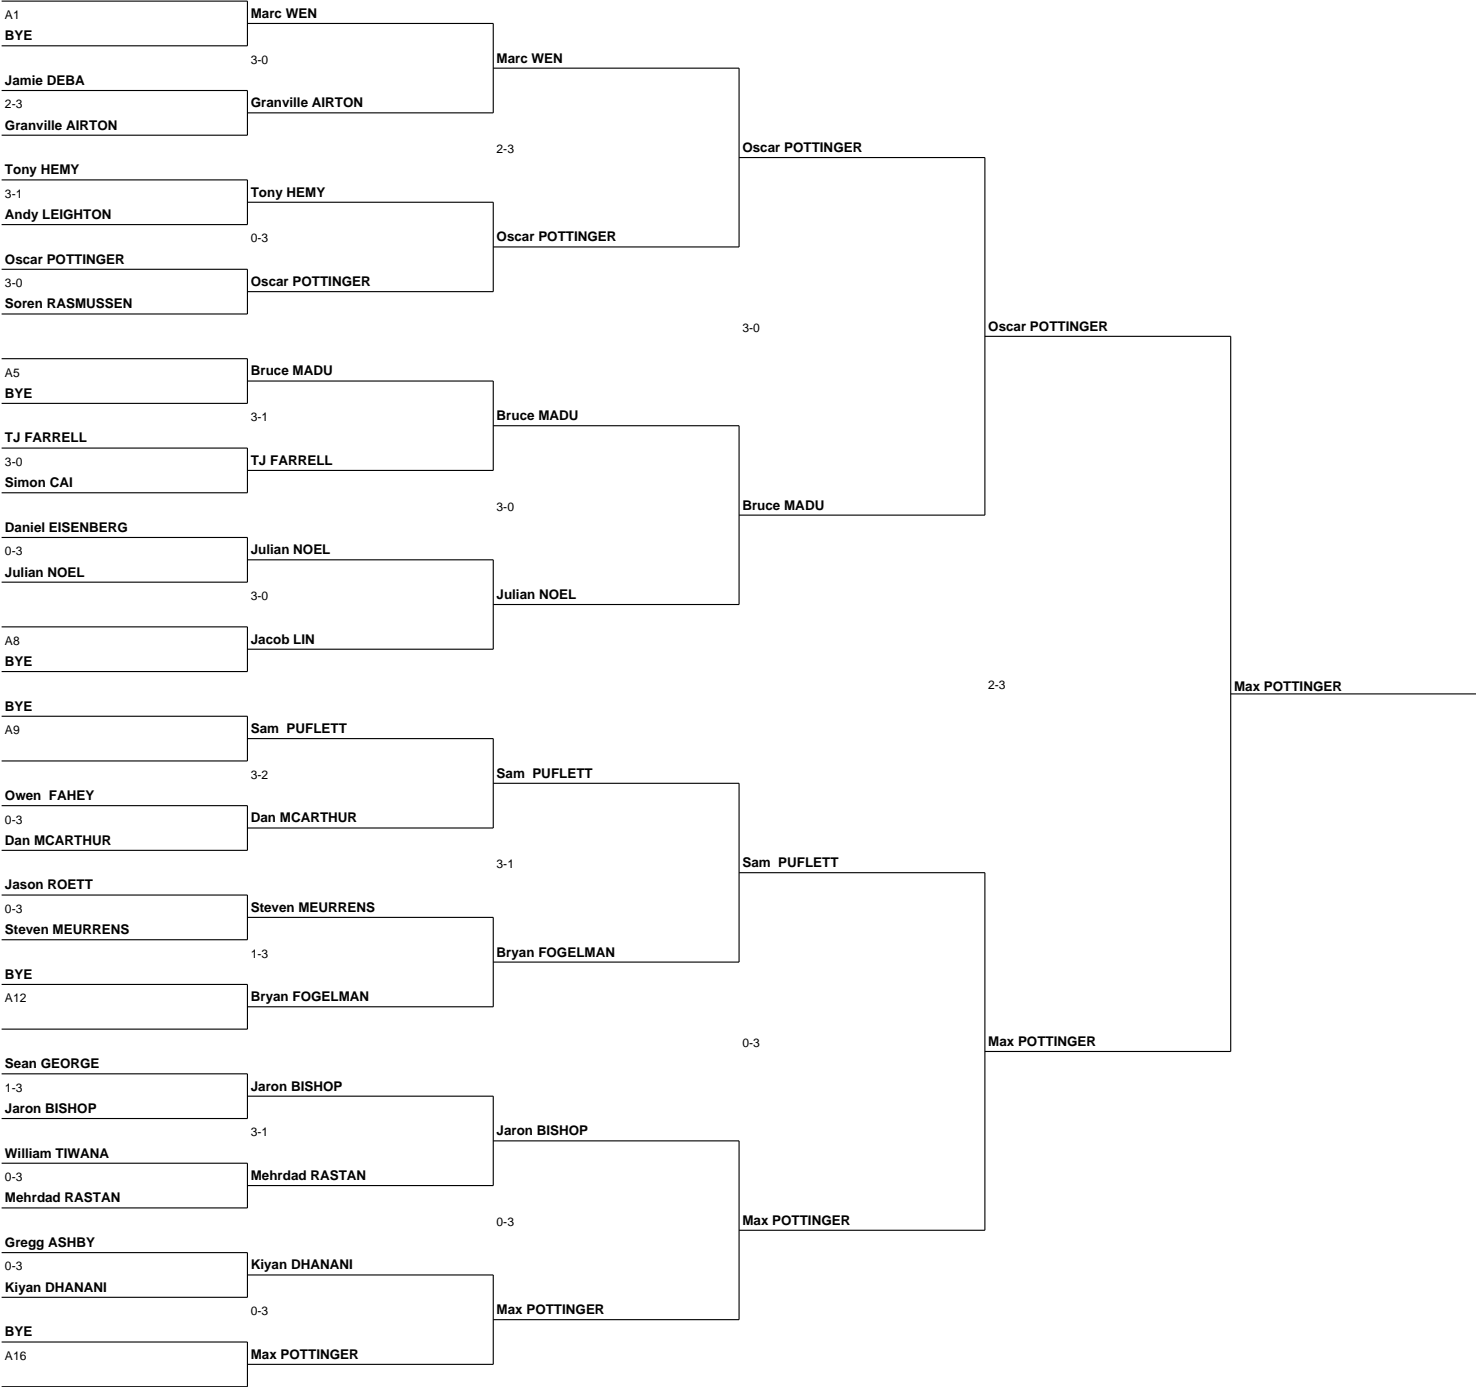 A1
BYE
Jamie DEBA
2-3
Granville AIRTON
Tony HEMY
3-1
Andy LEIGHTON
Oscar POTTINGER
3-0
Soren RASMUSSEN
A5
BYE
TJ FARRELL
3-0
Simon CAI
Daniel EISENBERG
0-3
Julian NOEL
A8
BYE
BYE
A9
Owen  FAHEY
0-3
Dan MCARTHUR
Jason ROETT
0-3
Steven MEURRENS
BYE
A12
Sean GEORGE
1-3
Jaron BISHOP
William TIWANA
0-3
Mehrdad RASTAN
Gregg ASHBY
0-3
Kiyan DHANANI
BYE
A16
Marc WEN
3-0
Granville AIRTON
Tony HEMY
0-3
Oscar POTTINGER
Bruce MADU
3-1
TJ FARRELL
Julian NOEL
3-0
Jacob LIN
Sam  PUFLETT
3-2
Dan MCARTHUR
Steven MEURRENS
1-3
Bryan FOGELMAN
Jaron BISHOP
3-1
Mehrdad RASTAN
Kiyan DHANANI
0-3
Max POTTINGER
Marc WEN
2-3
Oscar POTTINGER
Bruce MADU
3-0
Julian NOEL
Sam  PUFLETT
3-1
Bryan FOGELMAN
Jaron BISHOP
0-3
Max POTTINGER
Oscar POTTINGER
3-0
Bruce MADU
Sam  PUFLETT
0-3
Max POTTINGER
Oscar POTTINGER
2-3
Max POTTINGER
Max POTTINGER